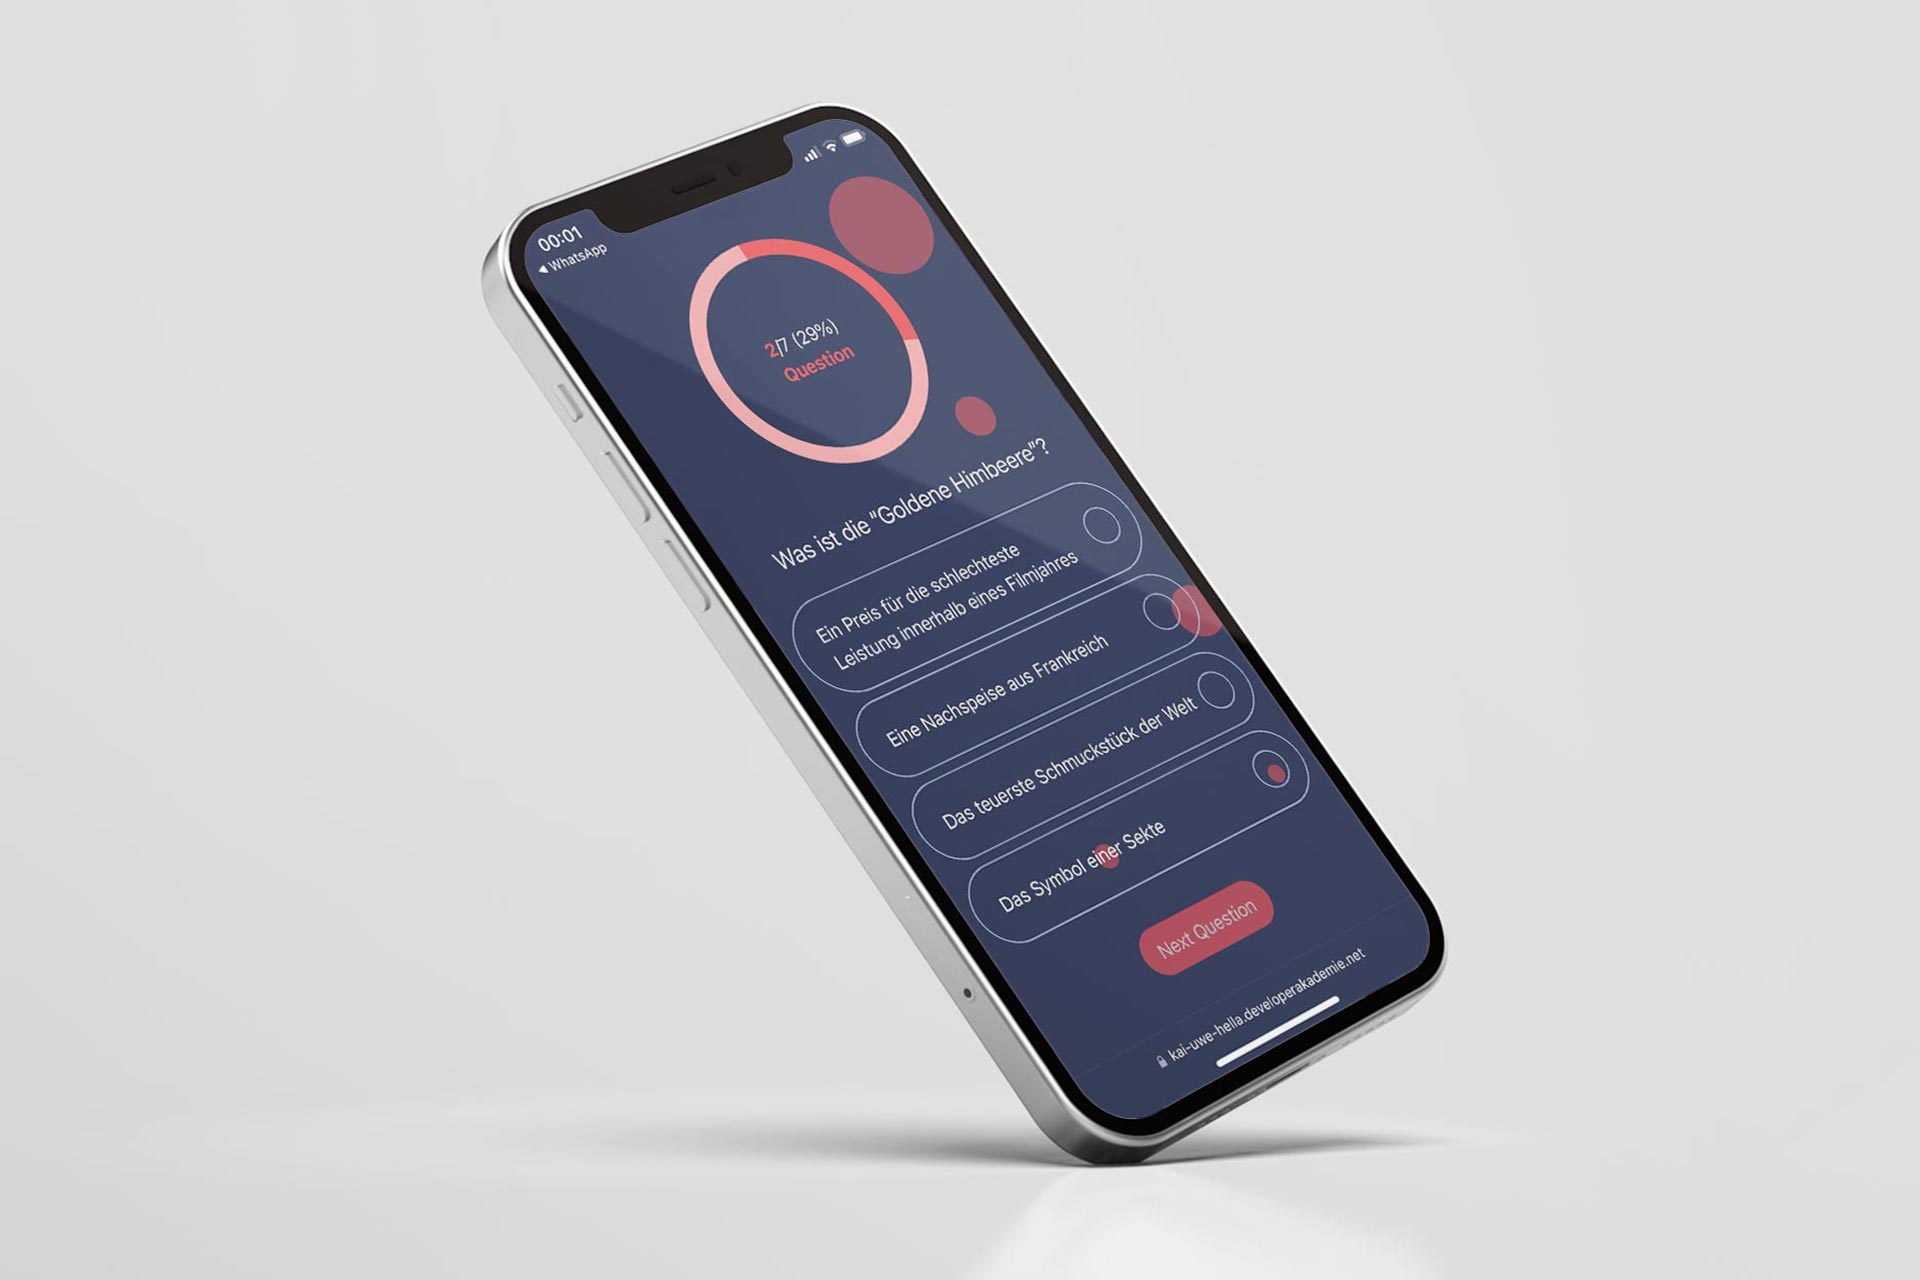 00:01
WhatsApp
2/7 (29%)
Question
Was ist die "Goldene Himbeere"?
Ein Preis für die schlechteste
Leistung innerhalb eines Filmjahres
Eine Nachspeise aus Frankreich
Das teuerste Schmuckstück der Welt
Das Symbol einer Sekte
Next Question
kai-uwe-hella.developerakademie.net